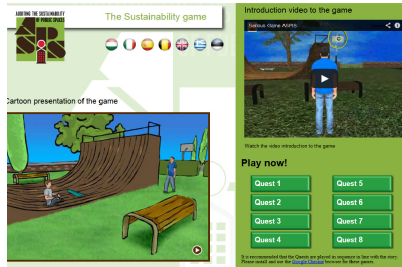 AUDITING THE SUSTAINABILITY
OF PUBLIC SPACES
ASPIS
The Sustainability game
Cartoon presentation of the game
Introduction video to the game
Serious Game ASPIS
Watch the video introduction to the game
Play now!
Quest 1
Quest 5
Quest 2
Quest 6
Quest 3
Quest 7
Quest 4
Quest 8
It is recommended that the Quests are played in sequence in line with the story.
Please install and use the Google Chrome browser for these games.